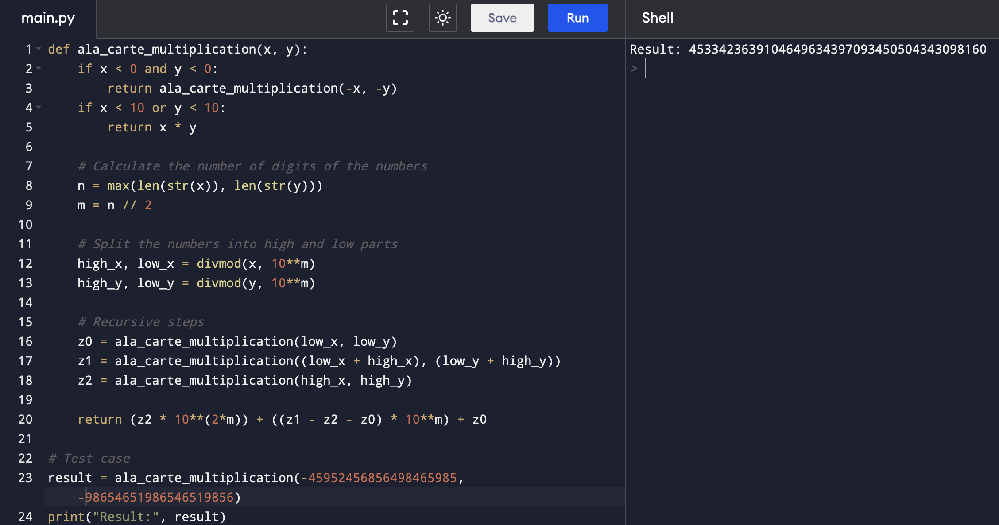 main.py
Save
Run
Shell
1 def ala_carte_multiplication(x, y):
2     if x < 0 and y < 0:
3         return ala_carte_multiplication(-x, -y)
4     if x < 10 or y < 10:
5         return x * y
6
7     # Calculate the number of digits of the numbers
8     n = max(len(str(x)), len(str(y)))
9     m = n // 2
10
11     # Split the numbers into high and low parts
12     high_x, low_x = divmod(x, 10**m)
13     high_y, low_y = divmod(y, 10**m)
14
15     # Recursive steps
16     z0 = ala_carte_multiplication(low_x, low_y)
17     z1 = ala_carte_multiplication((low_x + high_x), (low_y + high_y))
18     z2 = ala_carte_multiplication(high_x, high_y)
19
20     return (z2 * 10**(2*m)) + ((z1 - z2 - z0) * 10**m) + z0
21
22 # Test case
23 result = ala_carte_multiplication(-45952456856498465985,
    -98654651986546519856)
24 print("Result:", result)
Result: 4533423639104649634397093450504343098160
>